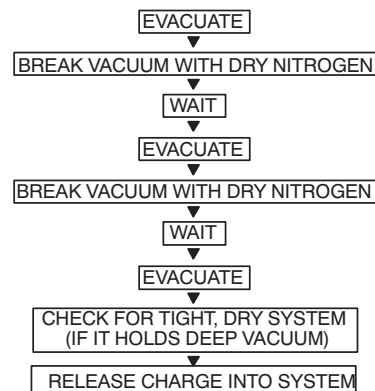 EVACUATE
BREAK VACUUM WITH DRY NITROGEN
WAIT
EVACUATE
BREAK VACUUM WITH DRY NITROGEN
WAIT
EVACUATE
CHECK FOR TIGHT, DRY SYSTEM
(IF IT HOLDS DEEP VACUUM)
RELEASE CHARGE INTO SYSTEM